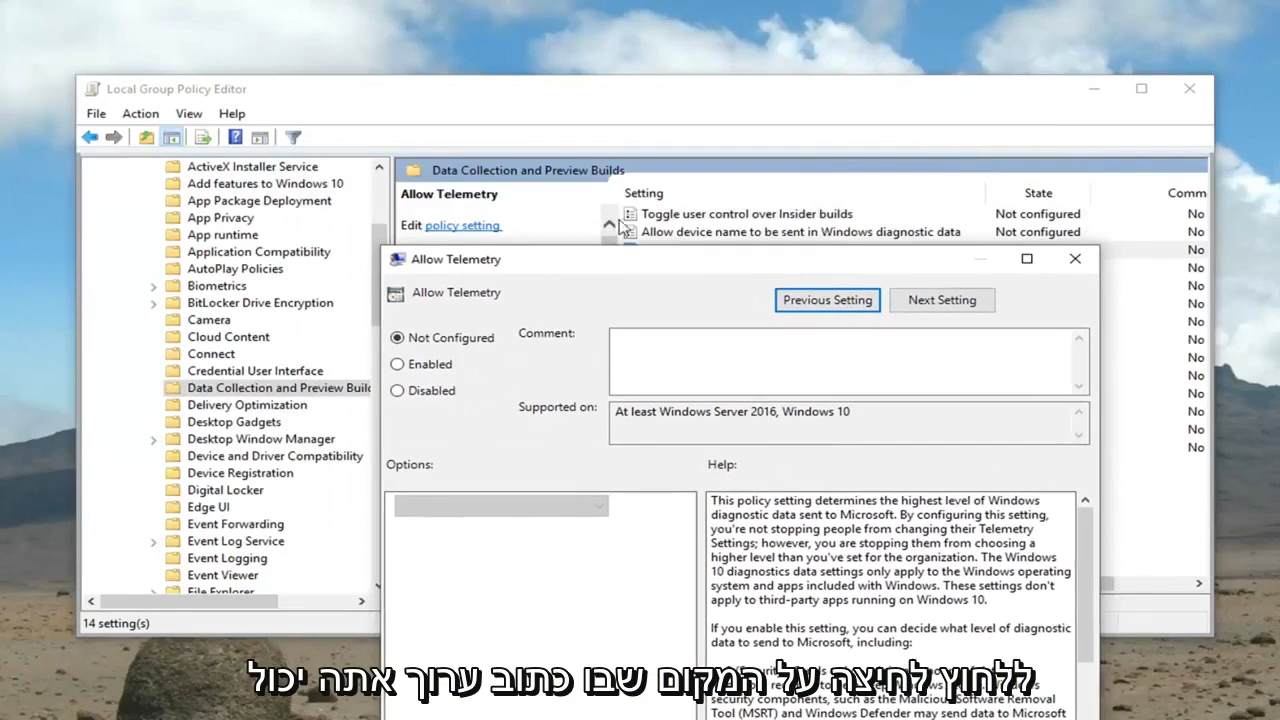 Local Group Policy Editor
File Action View Help
ActiveX Installer Service
Add features to Windows 10
App Package Deployment
App Privacy
App runtime
Application Compatibility
AutoPlay Policies
Biometrics
BitLocker Drive Encryption
Camera
Cloud Content
Connect
Credential User Interface
Data Collection and Preview Buil
Delivery Optimization
Desktop Gadgets
Desktop Window Manager
Device and Driver Compatibility
Device Registration
Digital Locker
Edge UI
Event Forwarding
Event Log Service
Event Logging
Event Viewer
File Explorer
14 setting(s)
Data Collection and Preview Builds
Allow Telemetry
Edit policy setting
Setting State Comm
Toggle user control over Insider builds Not configured No
Allow device name to be sent in Windows diagnostic data Not configured No
No
No
No
No
No
No
No
No
No
No
No
No
Allow Telemetry
Allow Telemetry
Previous Setting Next Setting
Not Configured
Enabled
Disabled
Comment:
Supported on:
At least Windows Server 2016, Windows 10
Options:
Help:
This policy setting determines the highest level of Windows
diagnostic data sent to Microsoft. By configuring this setting,
you're not stopping people from changing their Telemetry
Settings; however, you are stopping them from choosing a
higher level than you've set for the organization. The Windows
10 diagnostics data settings only apply to the Windows operating
system and apps included with Windows. These settings don't
apply to third-party apps running on Windows 10.
If you enable this setting, you can decide what level of diagnostic
data to send to Microsoft, including:
security components, such as the Malicious Software Removal
Tool (MSRT) and Windows Defender may send data to Microsoft
ללחוץ לחיצה על המקום שבו כתוב ערוך אתה יכול